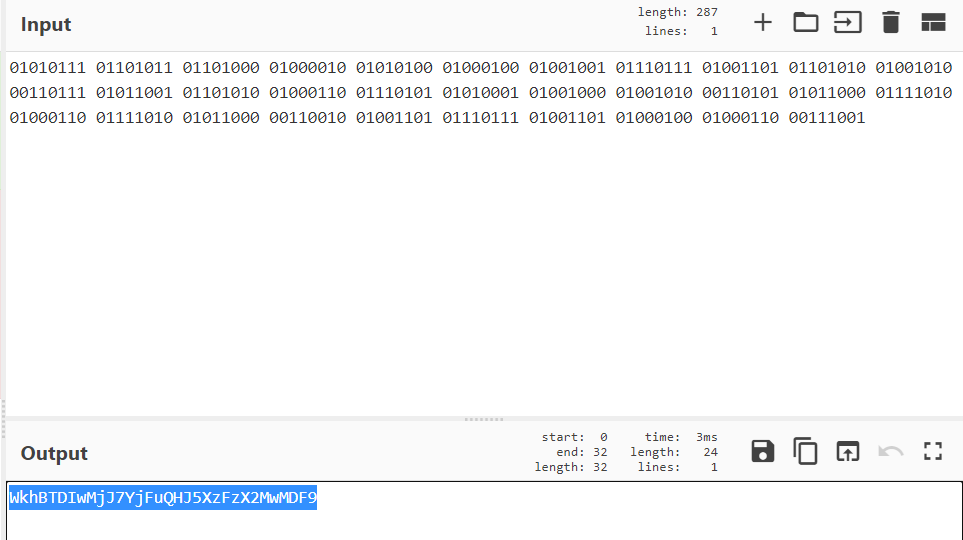 Input
length: 287
lines: 1
01010111 01101011 01101000 01000010 01010100 01000100 01001001 01110111 01001101 01101010 01001010
00110111 01011001 01101010 01000110 01110101 01010001 01001000 01001010 00110101 01011000 01111010
01000110 01111010 01011000 00110010 01001101 01110111 01001101 01000100 01000110 00111001
Output
start: 0 time: 3ms
end: 32 length: 24
length: 32 lines: 1
WkhBTDIwMjJ7YjFuQHJ5XzFzX2MwMDF9